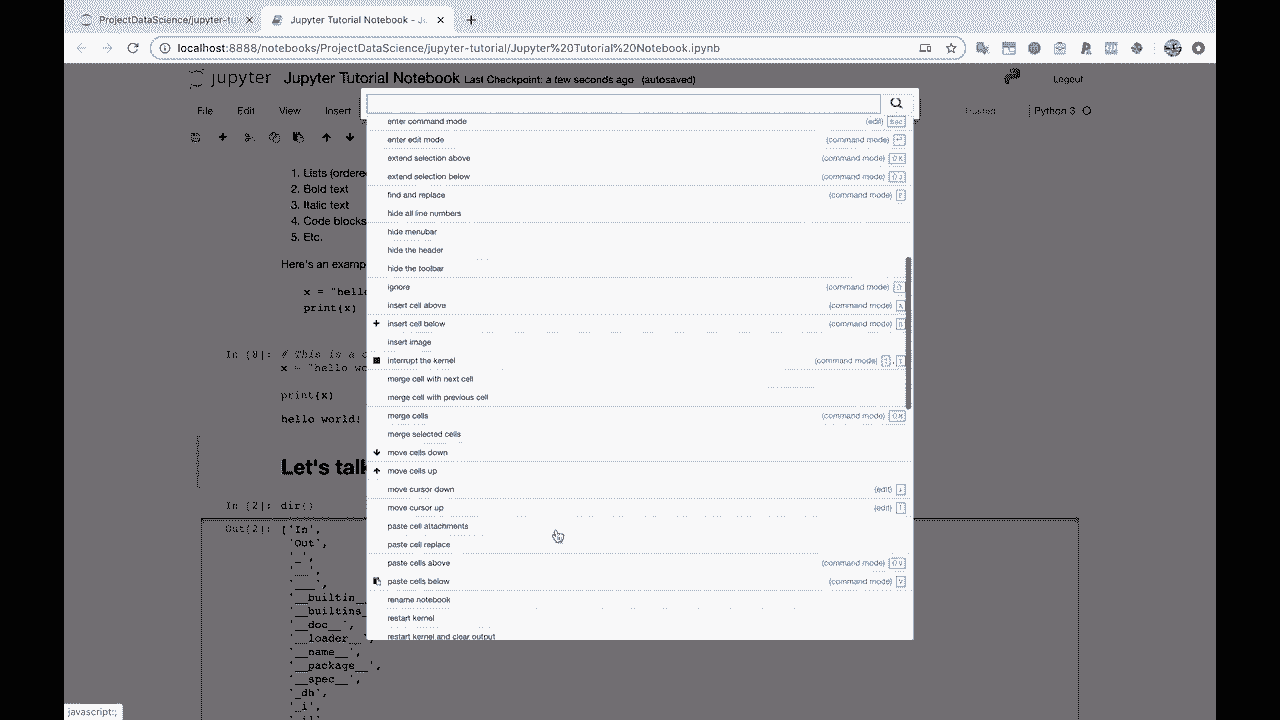 ProjectDataScience/jupyter-tu
Jupyter Tutorial Notebook - Ju
localhost:8888/notebooks/ProjectDataScience/jupyter-tutorial/Jupyter%20Tutorial%20Notebook.ipynb
jupyter Jupyter Tutorial Notebook Last Checkpoint: a few seconds ago (autosaved)
Logout
File Edit View Insert
Trusted Python 3
enter command mode (edit) esc
enter edit mode (command mode)
1. Lists (ordere
2. Bold text
3. Italic text
4. Code blocks
5. Etc.
Here's an examp
x = "hello
print(x)
In [8]: # This is a c
x = "hello wo
print(x)
hello world!
Let's talk
In [2]: dir()
Out[2]: ['In',
'Out',
'_',
'__',
'___',
'__builtin__
'__builtins_
'__doc__',
'__loader__
'__name__',
'__package__',
'__spec__',
'_dh',
'_i',
extend selection above (command mode) ⇧K
extend selection below (command mode) ⇧J
find and replace (command mode) F
hide all line numbers
hide menubar
hide the header
hide the toolbar
ignore (command mode) ⇧
insert cell above (command mode) A
insert cell below (command mode) B
insert image
interrupt the kernel (command mode) I , I
merge cell with next cell
merge cell with previous cell
merge cells (command mode) ⇧M
merge selected cells
move cells down
move cells up
move cursor down (edit)
move cursor up (edit)
paste cell attachments
paste cell replace
paste cells above (command mode) ⇧V
paste cells below (command mode) V
rename notebook
restart kernel
restart kernel and clear output
javascript:;